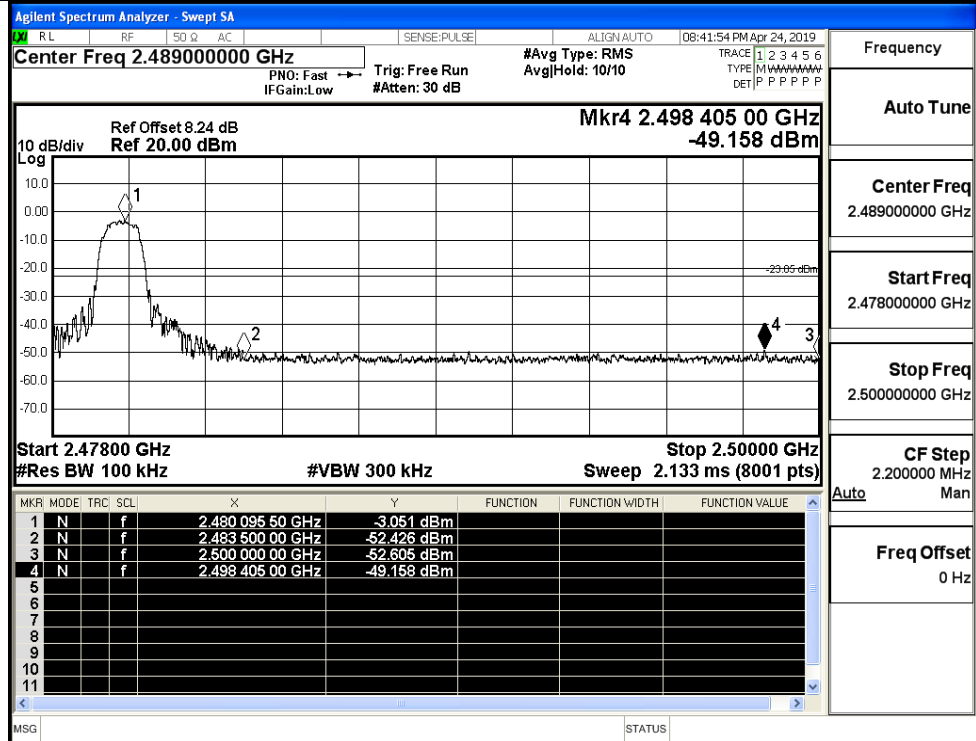 Agilent Spectrum Analyzer - Swept SA
LXI RL RF 50 Ω AC SENSE:PULSE ALIGN AUTO 08:41:54 PM Apr 24, 2019
Center Freq 2.489000000 GHz
PNO: Fast
IFGain:Low
Trig: Free Run
#Atten: 30 dB
#Avg Type: RMS
Avg|Hold: 10/10
TRACE 1 2 3 4 5 6
TYPE M WWWWW
DET P P P P P P
Mkr4 2.498 405 00 GHz
-49.158 dBm
Ref Offset 8.24 dB
10 dB/div Ref 20.00 dBm
Log
10.0
0.00
-10.0
-20.0
-30.0
-40.0
-50.0
-60.0
-70.0
1
2
4
3
-23.05 dBm
Start 2.47800 GHz Stop 2.50000 GHz
#Res BW 100 kHz #VBW 300 kHz Sweep 2.133 ms (8001 pts)
MKR MODE TRC SCL X Y FUNCTION FUNCTION WIDTH FUNCTION VALUE
1 N f 2.480 095 50 GHz -3.051 dBm
2 N f 2.483 500 00 GHz -52.426 dBm
3 N f 2.500 000 00 GHz -52.605 dBm
4 N f 2.498 405 00 GHz -49.158 dBm
5
6
7
8
9
10
11
MSG STATUS
Frequency
Auto Tune
Center Freq
2.489000000 GHz
Start Freq
2.478000000 GHz
Stop Freq
2.500000000 GHz
CF Step
2.200000 MHz
Auto Man
Freq Offset
0 Hz